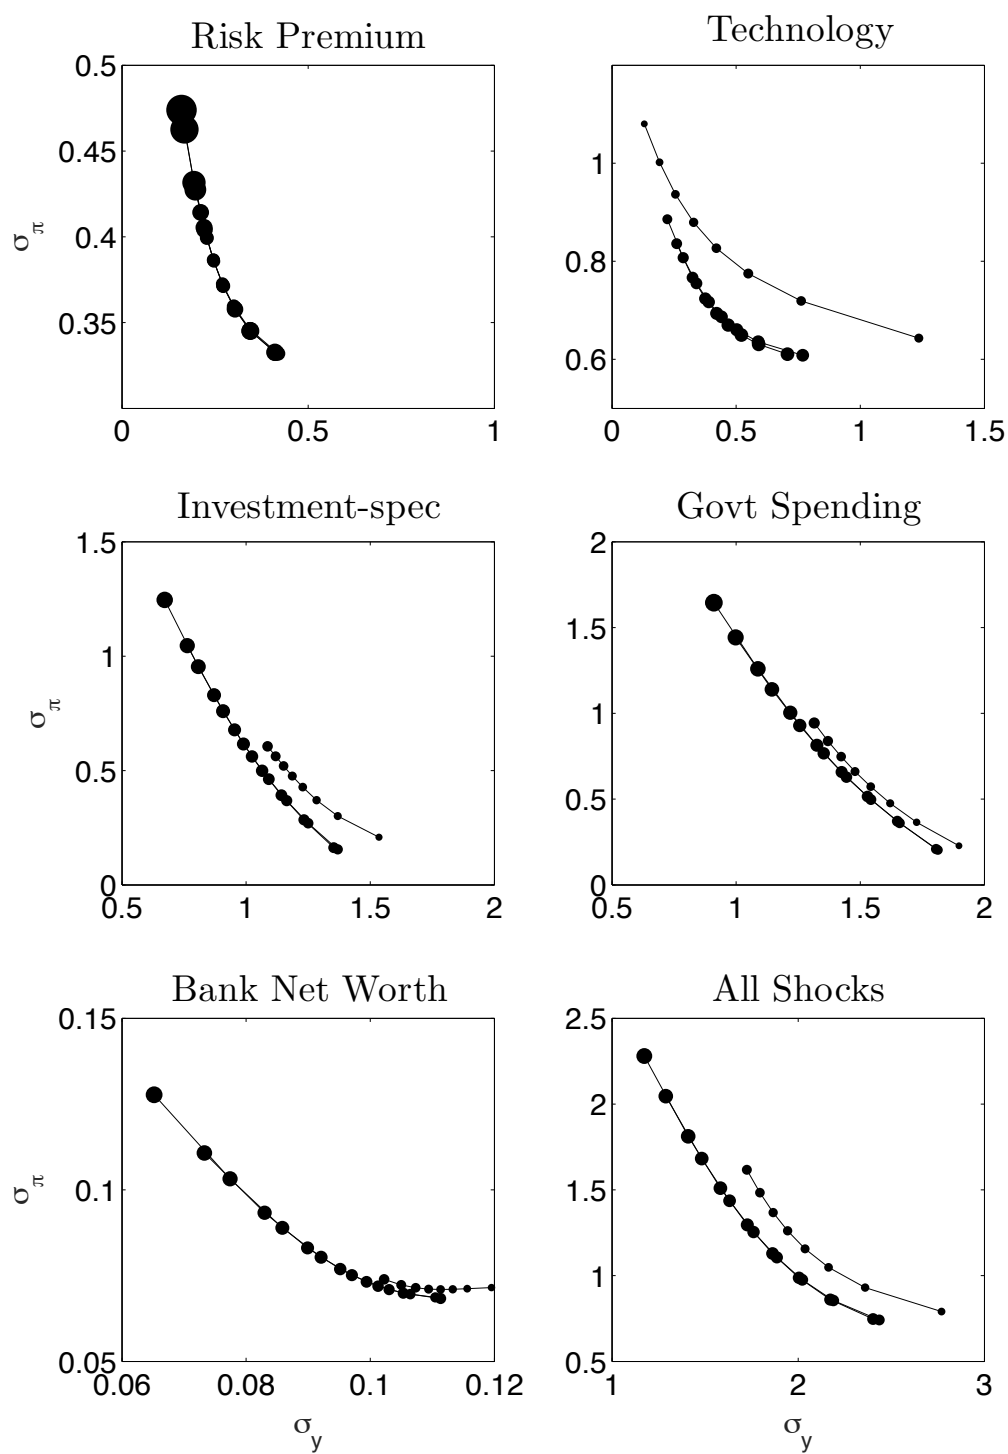 Risk Premium
0.5
0.45
0.4
0.35
σπ
0 0.5 1
Technology
1
0.8
0.6
0 0.5 1 1.5
Investment-spec
1.5
1
0.5
0
σπ
0.5 1 1.5 2
Govt Spending
2
1.5
1
0.5
0
0.5 1 1.5 2
Bank Net Worth
0.15
0.1
0.05
σπ
0.06 0.08 0.1 0.12
σy
All Shocks
2.5
2
1.5
1
0.5
1 2 3
σy